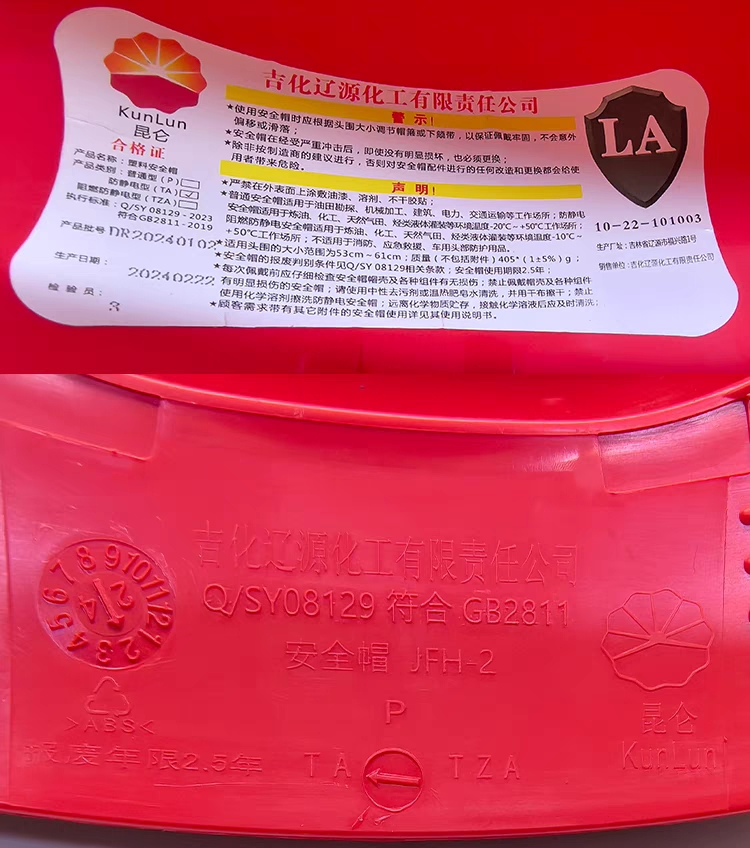 KunLun
昆仑
合格证
产品名称：塑料安全帽
产品类别：普通型（P）
防静电型（TA）
阻燃防静电型（TZA）
执行标准：Q/SY 08129 - 2023
符合GB2811-2019
产品批号 DR20240102
生产日期： 20240222
检验员：
吉化辽源化工有限责任公司
警示！
★使用安全帽时应根据头围大小调节帽箍或下颏带，以保证佩戴牢固，不会意外
偏移或滑落；
★安全帽在经受严重冲击后，即使没有明显损坏，也必须更换；
★除非按制造商的建议进行，否则对安全帽配件进行的任何改造和更换都会给使
用者带来危险。
声明！
★严禁在外表面上涂敷油漆、溶剂、不干胶贴；
★普通安全帽适用于油田勘探、机械加工、建筑、电力、交通运输等工作场所；防静电
安全帽适用于炼油、化工、天然气田、烃类液体灌装等环境温度-20℃~+50℃工作场所；
阻燃防静电安全帽适用于炼油、化工、天然气田、烃类液体灌装等环境温度-10℃~
+50℃工作场所；不适用于消防、应急救援、车用头部防护用品。
★适用头围的大小范围为53cm~61cm；质量（不包括附件）405*（1±5%）g；
★安全帽的报废判别条件见Q/SY 08129相关条款；安全帽使用期限2.5年；
★每次佩戴前应仔细检查安全帽帽壳及各种组件有无损伤；禁止佩戴帽壳及各种组件
有明显损伤的安全帽；请使用中性去污剂或温热肥皂水清洗，并用干布擦干；禁止
使用化学溶剂擦洗防静电安全帽；远离化学物质贮存，接触化学溶液后应及时清洗；
★顾客需求带有其它附件的安全帽使用详见其使用说明书。
LA
10-22-101003
生产厂址：吉林省辽源市福兴路1号
销售单位：吉化辽源化工有限责任公司
吉化辽源化工有限责任公司
Q/SY08129 符合 GB2811
安全帽 JFH-2
P
1 2 3 4 5 6 7 8 9 10 11 12
>ABS<
报废年限2.5年
TA TZA
昆仑
KunLun